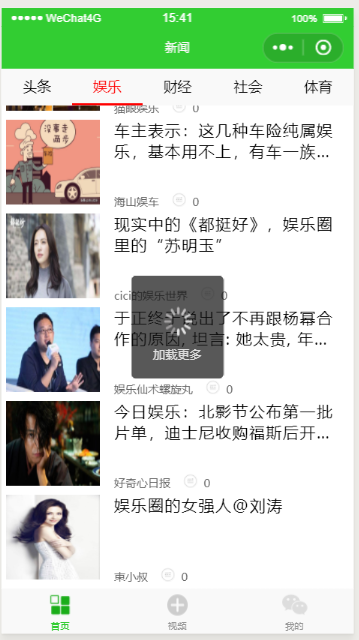 WeChat4G 15:41 100%
新闻
头条 娱乐 财经 社会 体育
猫眼娱乐 0
车主表示：这几种车险纯属娱
乐，基本用不上，有车一族...
海山娱车 0
现实中的《都挺好》，娱乐圈
里的“苏明玉”
cici的娱乐世界 0
于正终于说出了不再跟杨幂合
作的原因，坦言: 她太贵, 年...
加载更多
娱乐仙术螺旋丸 0
今日娱乐：北影节公布第一批
片单，迪士尼收购福斯后开...
好奇心日报 0
娱乐圈的女强人@刘涛
東小叔 0
首页 视频 我的